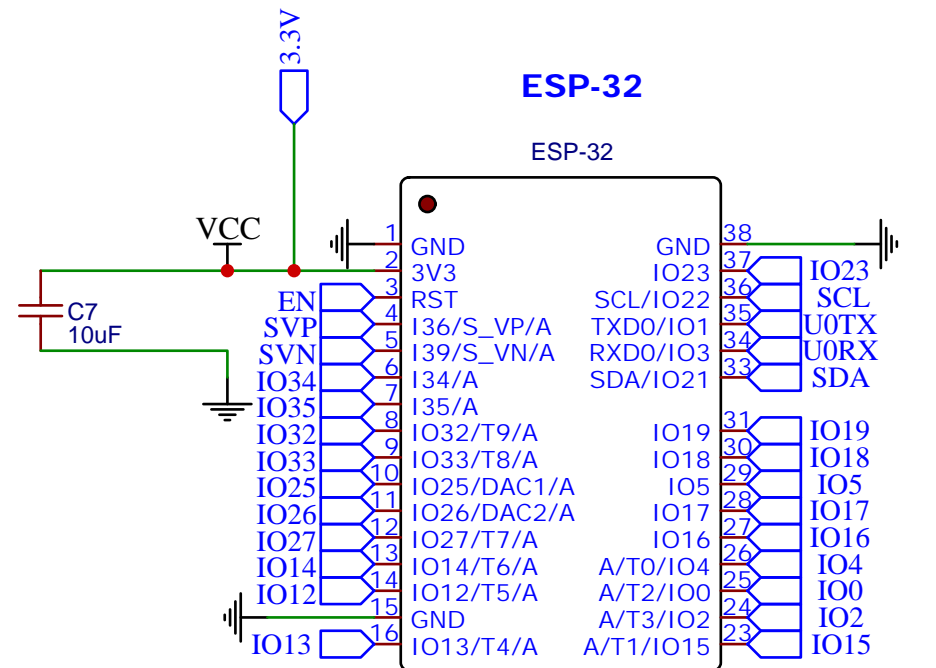 3.3V
ESP-32
ESP-32
VCC
C7
10uF
1 GND
2 3V3
EN 3 RST
SVP 4 I36/S_VP/A
SVN 5 I39/S_VN/A
IO34 6 I34/A
IO35 7 I35/A
IO32 8 IO32/T9/A
IO33 9 IO33/T8/A
IO25 10 IO25/DAC1/A
IO26 11 IO26/DAC2/A
IO27 12 IO27/T7/A
IO14 13 IO14/T6/A
IO12 14 IO12/T5/A
15 GND
IO13 16 IO13/T4/A
GND 38
IO23 37 IO23
SCL/IO22 36 SCL
TXD0/IO1 35 U0TX
RXD0/IO3 34 U0RX
SDA/IO21 33 SDA
IO19 31 IO19
IO18 30 IO18
IO5 29 IO5
IO17 28 IO17
IO16 27 IO16
A/T0/IO4 26 IO4
A/T2/IO0 25 IO0
A/T3/IO2 24 IO2
A/T1/IO15 23 IO15